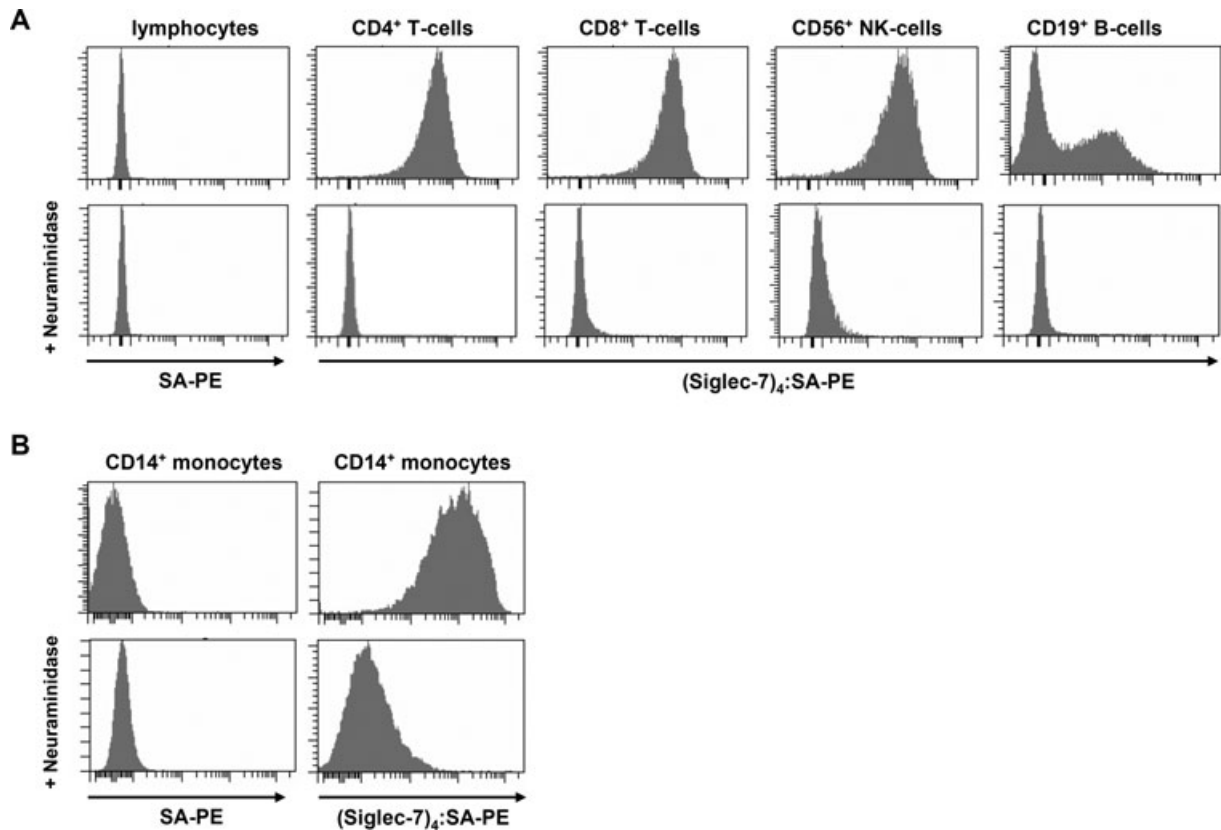 A
lymphocytes
CD4⁺ T-cells
CD8⁺ T-cells
CD56⁺ NK-cells
CD19⁺ B-cells
+ Neuraminidase
SA-PE
(Siglec-7)₄:SA-PE
B
CD14⁺ monocytes
CD14⁺ monocytes
+ Neuraminidase
SA-PE
(Siglec-7)₄:SA-PE